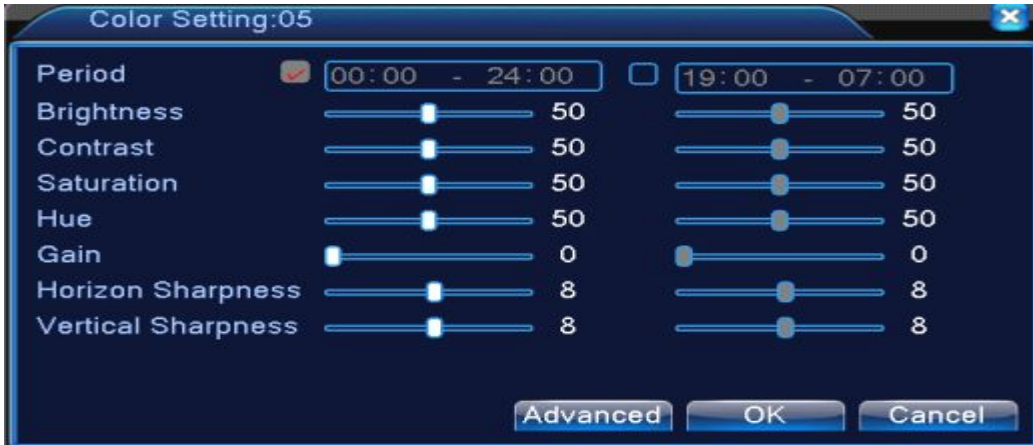 Color Setting:05
Period 00:00 - 24:00 19:00 - 07:00
Brightness 50 50
Contrast 50 50
Saturation 50 50
Hue 50 50
Gain 0 0
Horizon Sharpness 8 8
Vertical Sharpness 8 8
Advanced OK Cancel